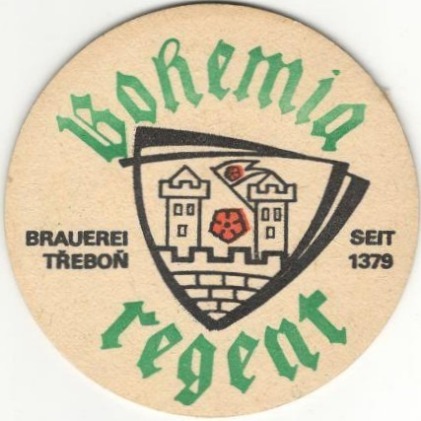 Bohemia
BRAUEREI
TŘEBOŇ
SEIT
1379
regent